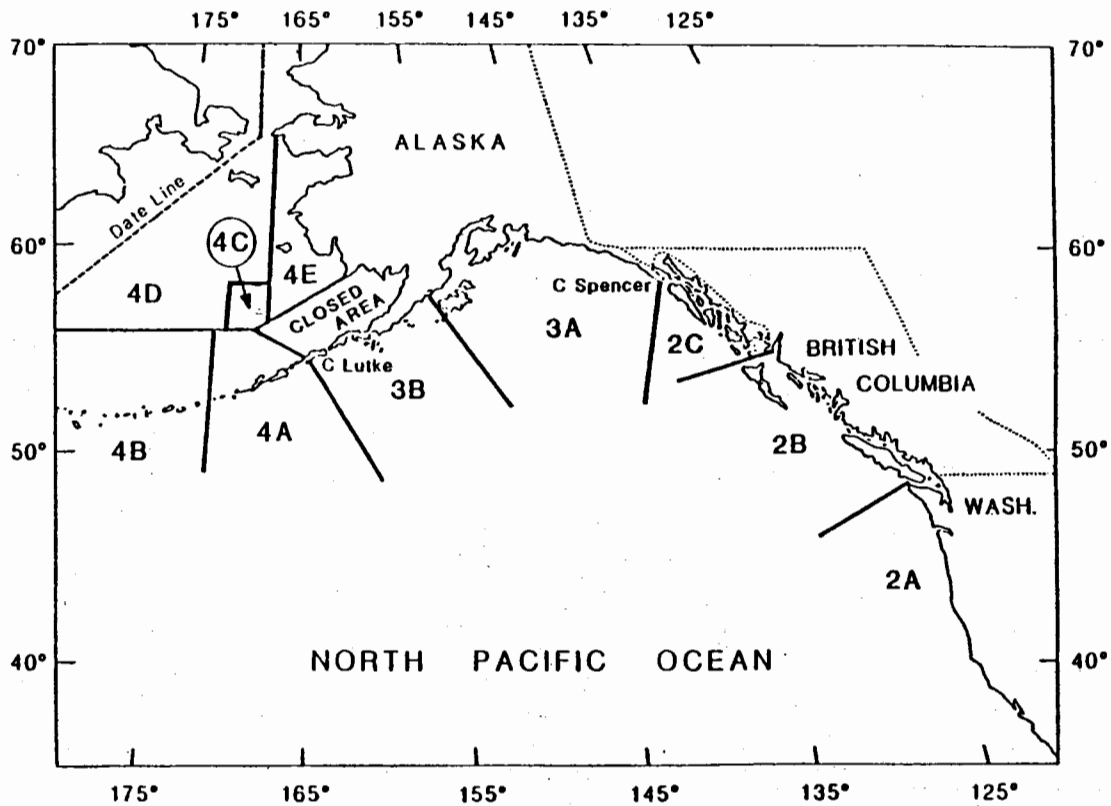 175° 165° 155° 145° 135° 125°
70° 70°
ALASKA
Date Line
4C
60° 60°
4E
4D
CLOSED
AREA
C Spencer
3A
2C
BRITISH
COLUMBIA
C Lutke
3B
4A
4B
50° 50°
2B
WASH.
2A
40° 40°
NORTH PACIFIC OCEAN
175° 165° 155° 145° 135° 125°